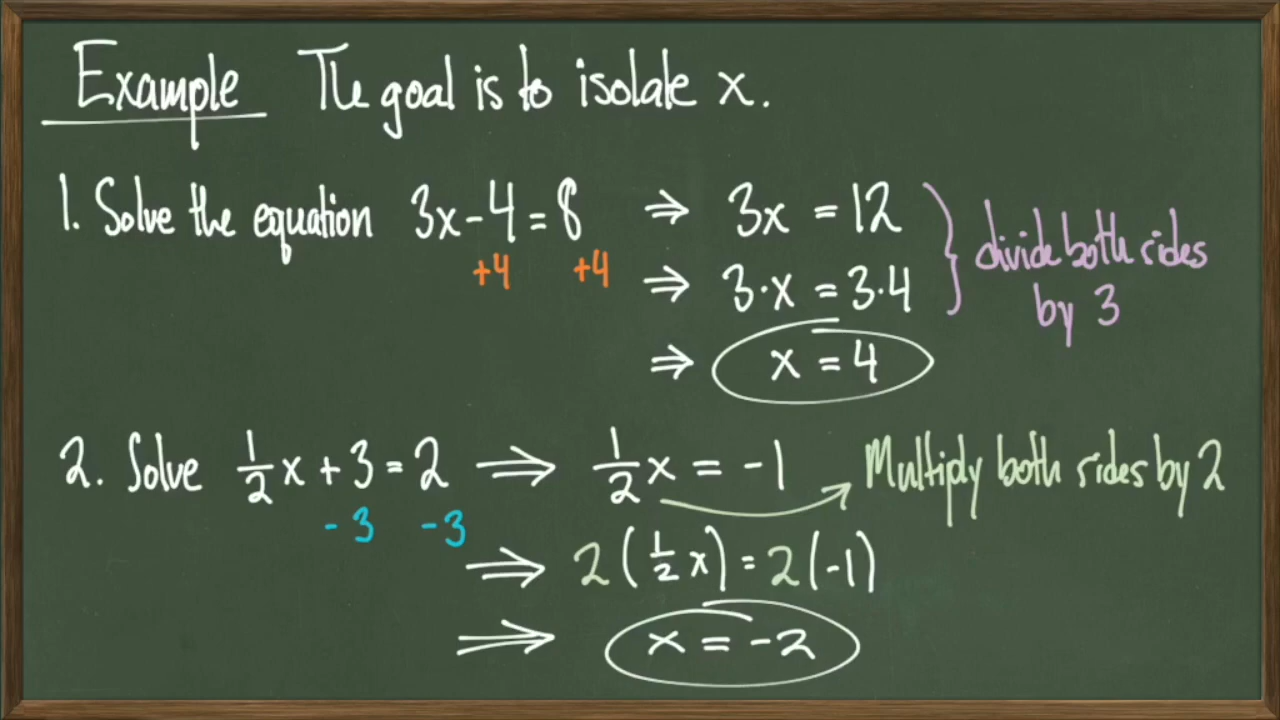 Example The goal is to isolate x.
1. Solve the equation 3x - 4 = 8 ⇒ 3x = 12
+4 +4
⇒ 3·x = 3·4
divide both sides
by 3
⇒ x = 4
2. Solve 1/2 x + 3 = 2 ⇒ 1/2 x = -1 Multiply both sides by 2
-3 -3
⇒ 2(1/2 x) = 2(-1)
⇒ x = -2